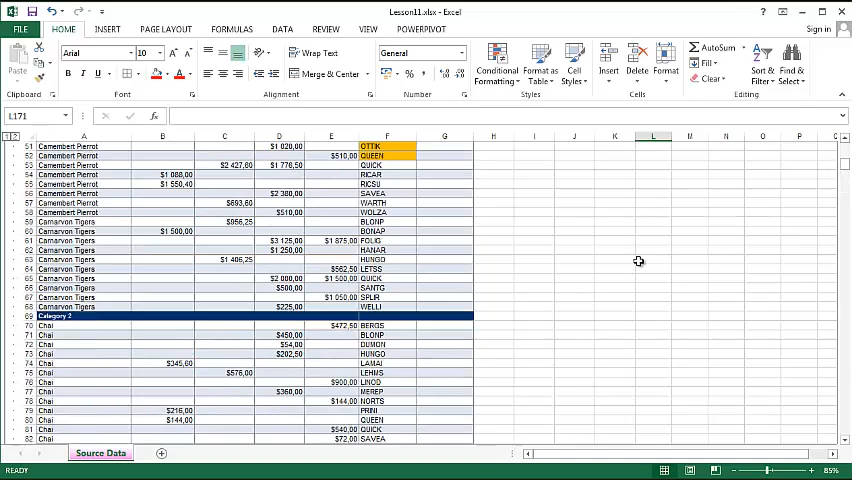 Lesson11.xlsx - Excel
Sign in
FILE HOME INSERT PAGE LAYOUT FORMULAS DATA REVIEW VIEW POWERPIVOT
Paste
Clipboard
Arial 10
B I U
Font
Wrap Text
Merge & Center
Alignment
General
Number
Conditional Formatting
Format as Table
Cell Styles
Styles
Insert
Delete
Format
Cells
AutoSum
Fill
Clear
Sort & Filter
Find & Select
Editing
L171
1 2 A B C D E F G H I J K L M N O P
51 Camembert Pierrot $1 020,00 OTTIK
52 Camembert Pierrot $510,00 QUEEN
53 Camembert Pierrot $2 427,60 $1 776,50 QUICK
54 Camembert Pierrot $1 088,00 RICAR
55 Camembert Pierrot $1 550,40 RICSU
56 Camembert Pierrot $2 380,00 SAVEA
57 Camembert Pierrot $693,60 WARTH
58 Camembert Pierrot $510,00 WOLZA
59 Carnarvon Tigers $956,25 BLONP
60 Carnarvon Tigers $1 500,00 BONAP
61 Carnarvon Tigers $3 125,00 $1 875,00 FOLIG
62 Carnarvon Tigers $1 250,00 HANAR
63 Carnarvon Tigers $1 406,25 HUNGO
64 Carnarvon Tigers $562,50 LETSS
65 Carnarvon Tigers $2 000,00 $1 500,00 QUICK
66 Carnarvon Tigers $500,00 SANTG
67 Carnarvon Tigers $1 050,00 SPLIR
68 Carnarvon Tigers $225,00 WELLI
69 Category 2
70 Chai $472,50 BERGS
71 Chai $450,00 BLONP
72 Chai $54,00 DUMON
73 Chai $202,50 HUNGO
74 Chai $345,60 LAMAI
75 Chai $576,00 LEHMS
76 Chai $900,00 LINOD
77 Chai $360,00 MEREP
78 Chai $144,00 NORTS
79 Chai $216,00 PRINI
80 Chai $144,00 QUEEN
81 Chai $540,00 QUICK
82 Chai $72,00 SAVEA
Source Data
READY
85%